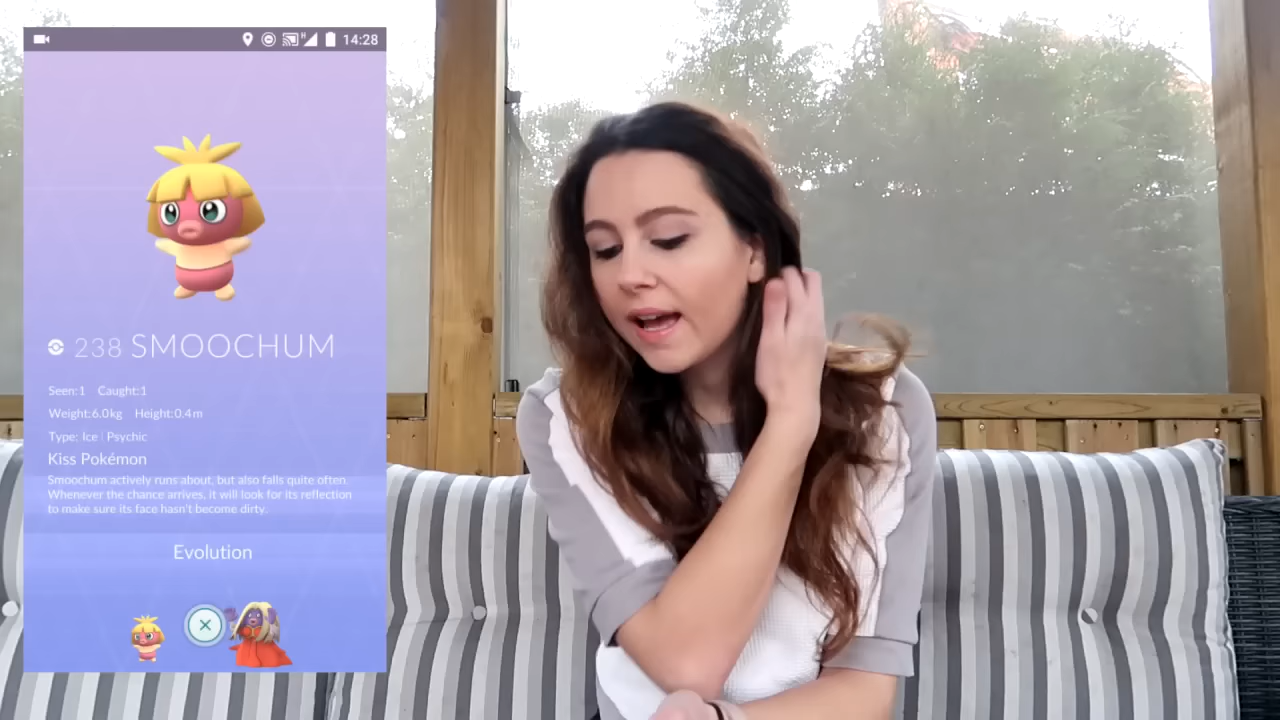 14:28
238 SMOOCHUM
Seen:1 Caught:1
Weight:6.0kg Height:0.4m
Type: Ice | Psychic
Kiss Pokémon
Smoochum actively runs about, but also falls quite often.
Whenever the chance arrives, it will look for its reflection
to make sure its face hasn't become dirty.
Evolution